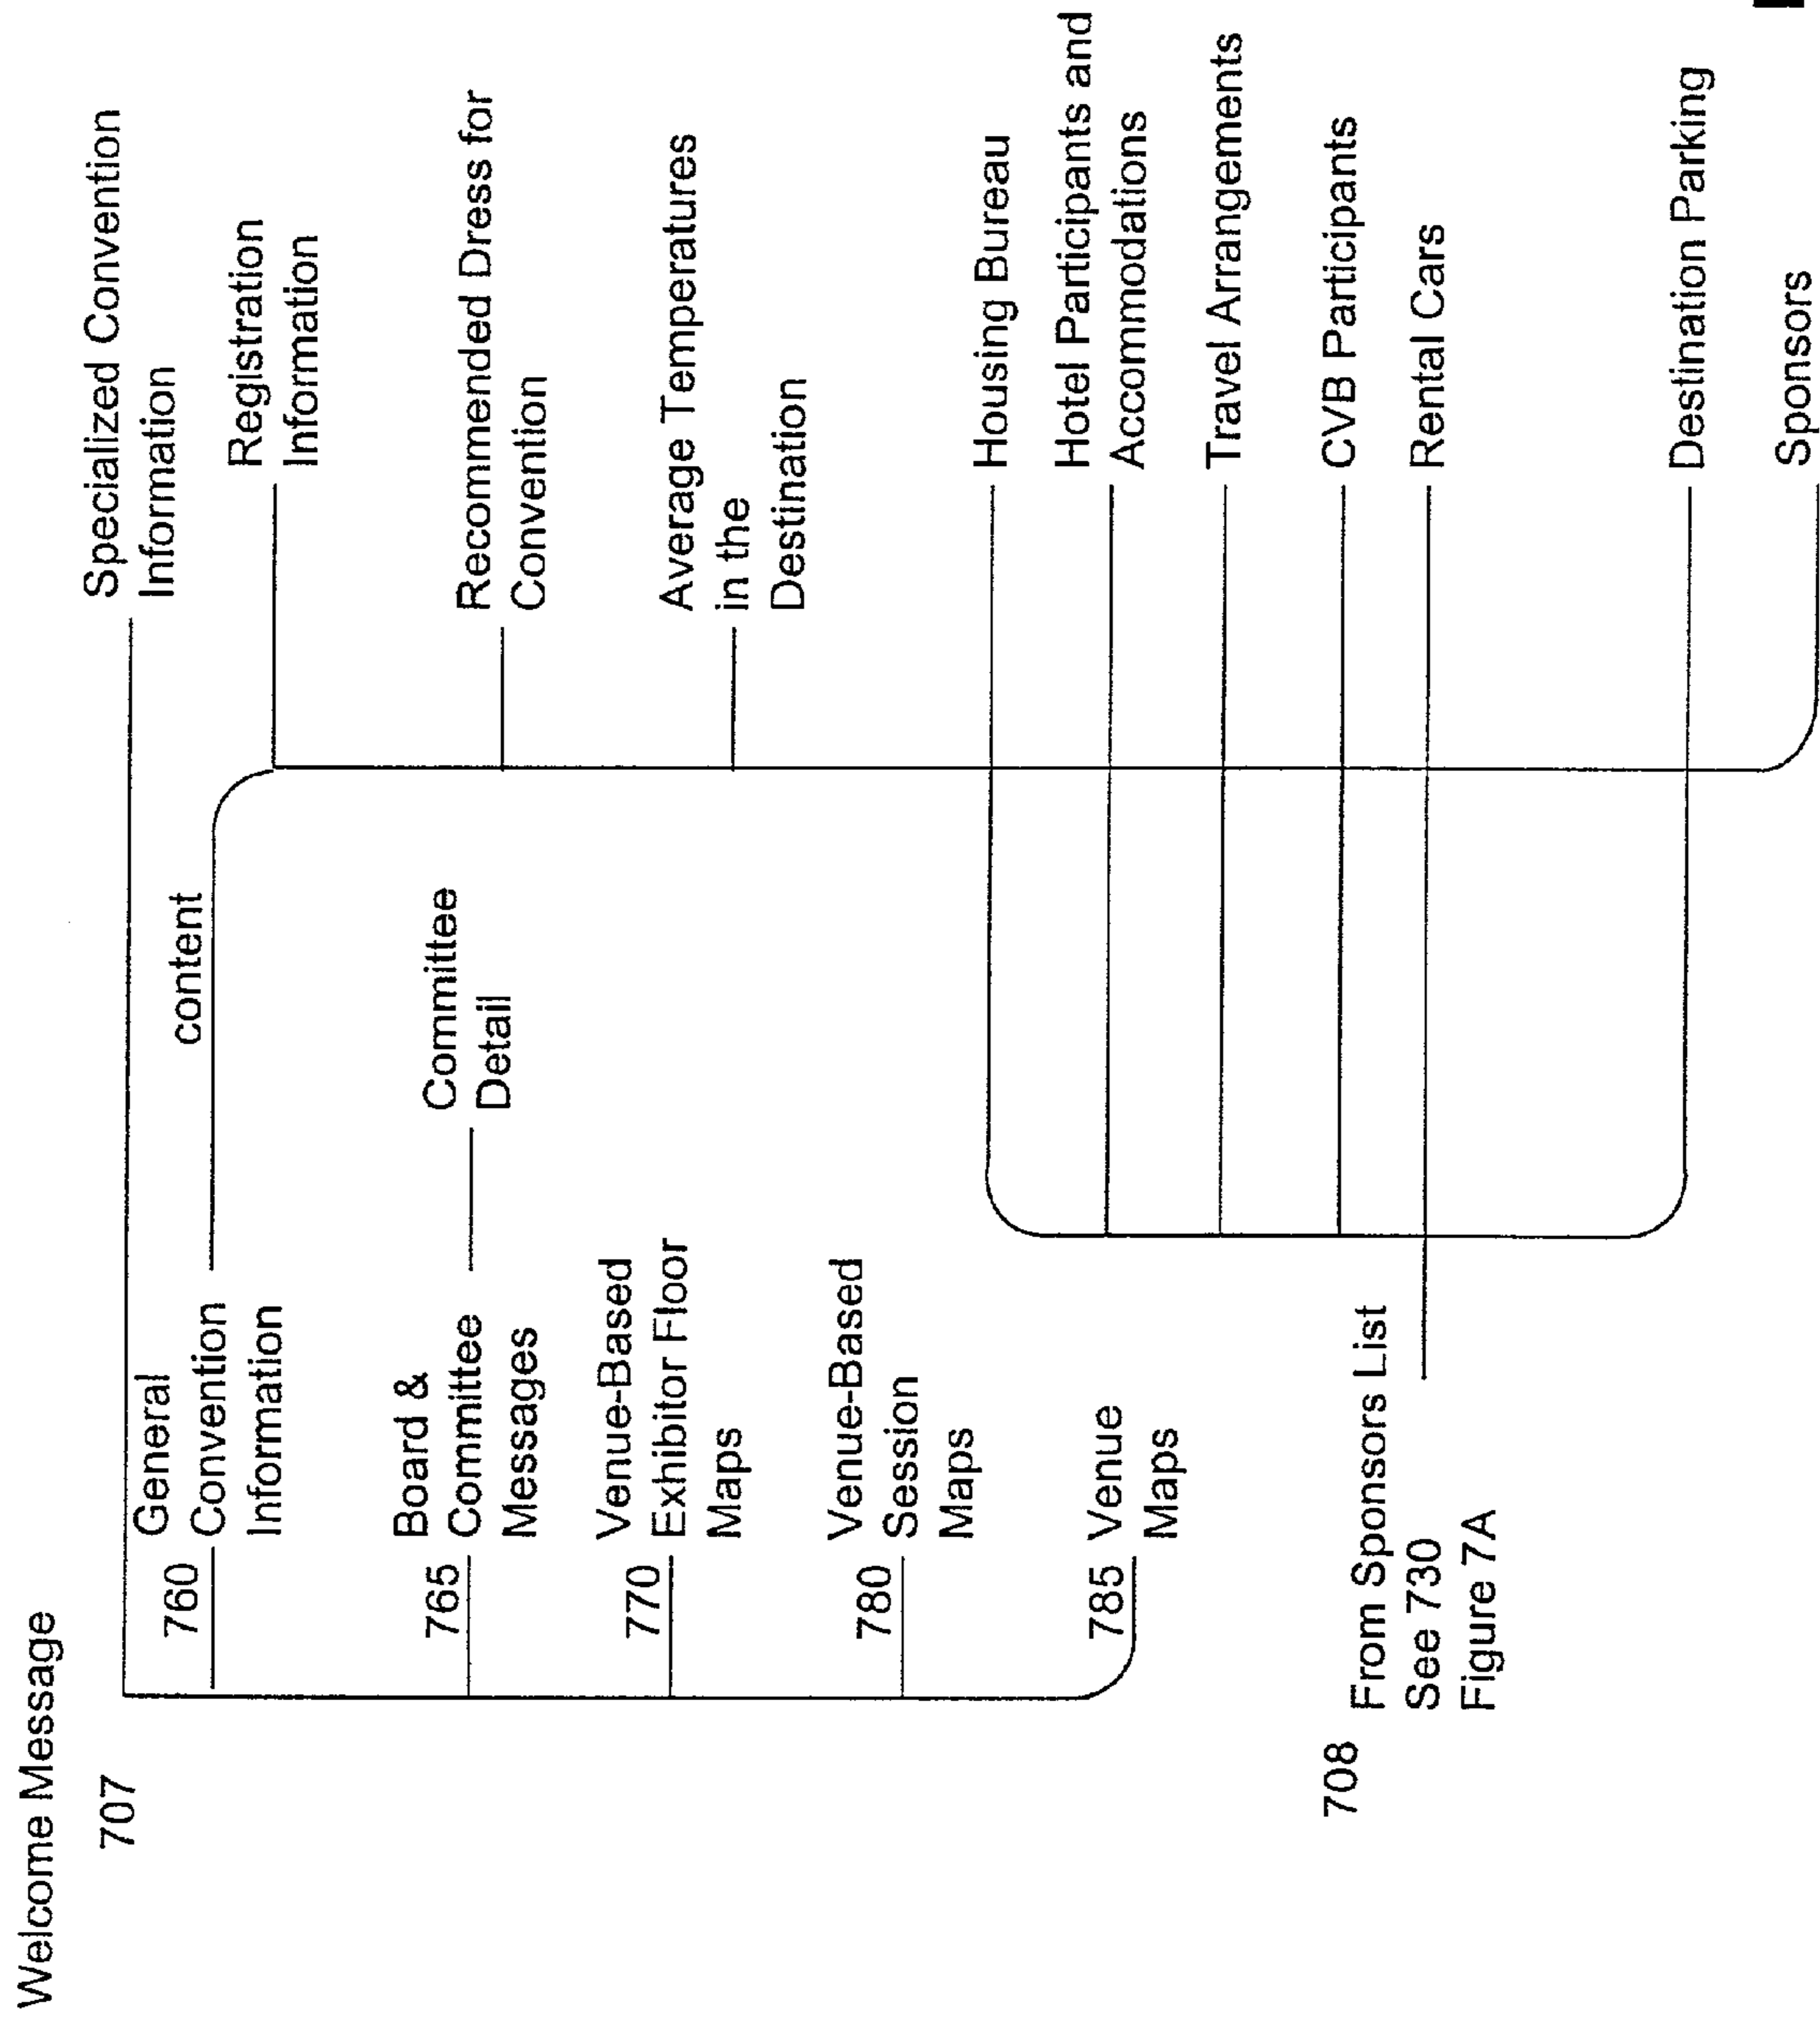 Welcome Message
707
Specialized Convention
Information
760
General
Convention
Information
content
Registration
Information
765
Board &
Committee
Messages
Committee
Detail
Recommended Dress for
Convention
770
Venue-Based
Exhibitor Floor
Maps
Average Temperatures
in the
Destination
780
Venue-Based
Session
Maps
785
Venue
Maps
Housing Bureau
Hotel Participants and
Accommodations
Travel Arrangements
708
From Sponsors List
See 730
Figure 7A
CVB Participants
Rental Cars
Destination Parking
Sponsors